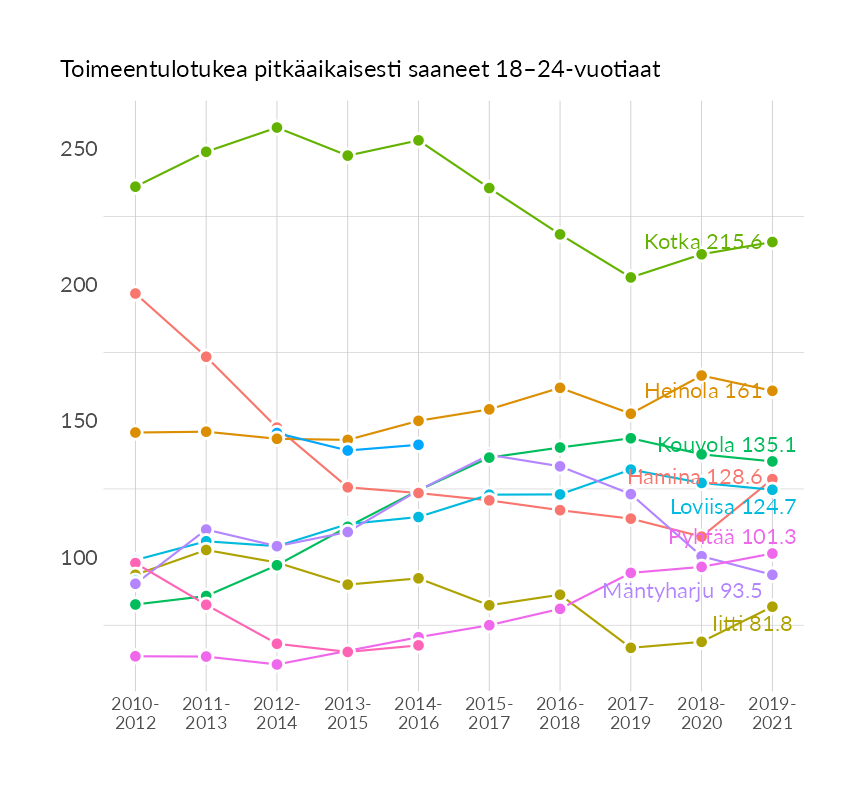 Toimeentulotukea pitkäaikaisesti saaneet 18–24-vuotiaat
250
Kotka 215.6
200
Heinola 161
150
Kouvola 135.1
Hamina 128.6
Loviisa 124.7
Pyhtää 101.3
100
Mäntyharju 93.5
Iitti 81.8
2010- 2011- 2012- 2013- 2014- 2015- 2016- 2017- 2018- 2019-
2012 2013 2014 2015 2016 2017 2018 2019 2020 2021